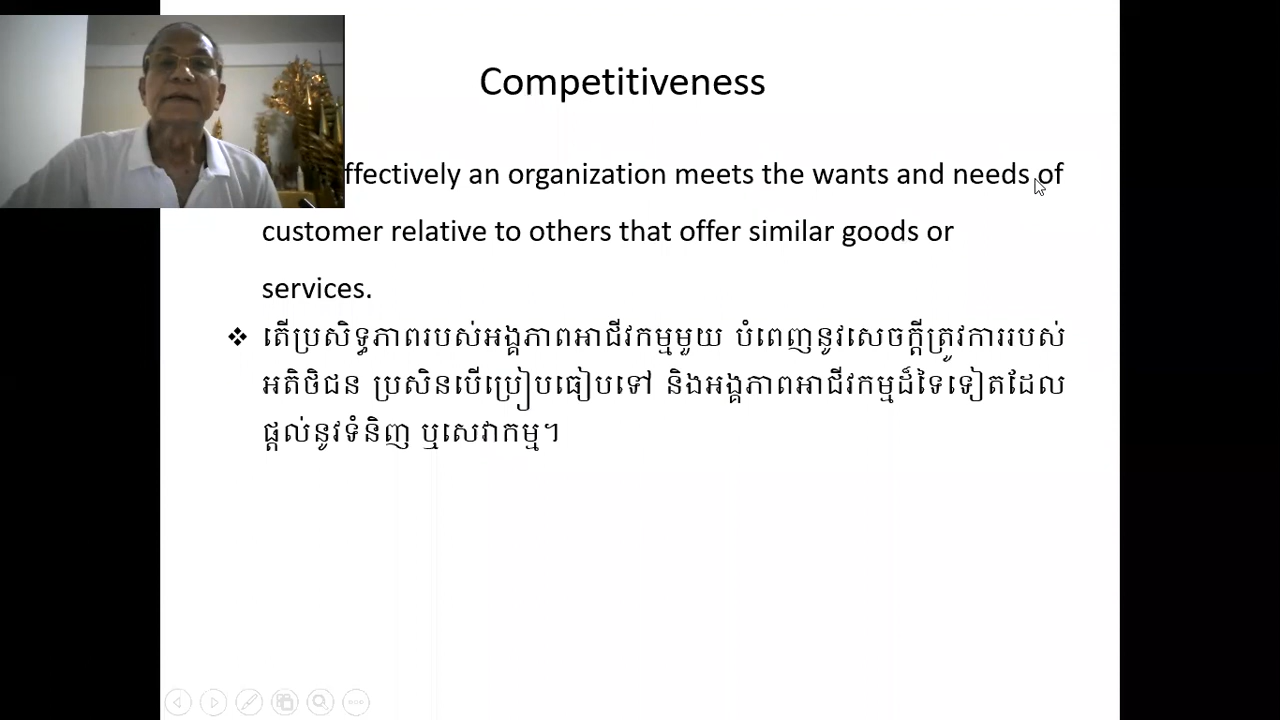 Competitiveness
ffectively an organization meets the wants and needs of
customer relative to others that offer similar goods or
services.
❖ តើប្រសិទ្ធភាពរបស់អង្គភាពអាជីវកម្មមួយ បំពេញនូវសេចក្ដីត្រូវការរបស់
អតិថិជន ប្រសិនបើប្រៀបធៀបទៅ និងអង្គភាពអាជីវកម្មដ៏ទៃទៀតដែល
ផ្ដល់នូវទំនិញ ឬសេវាកម្ម។